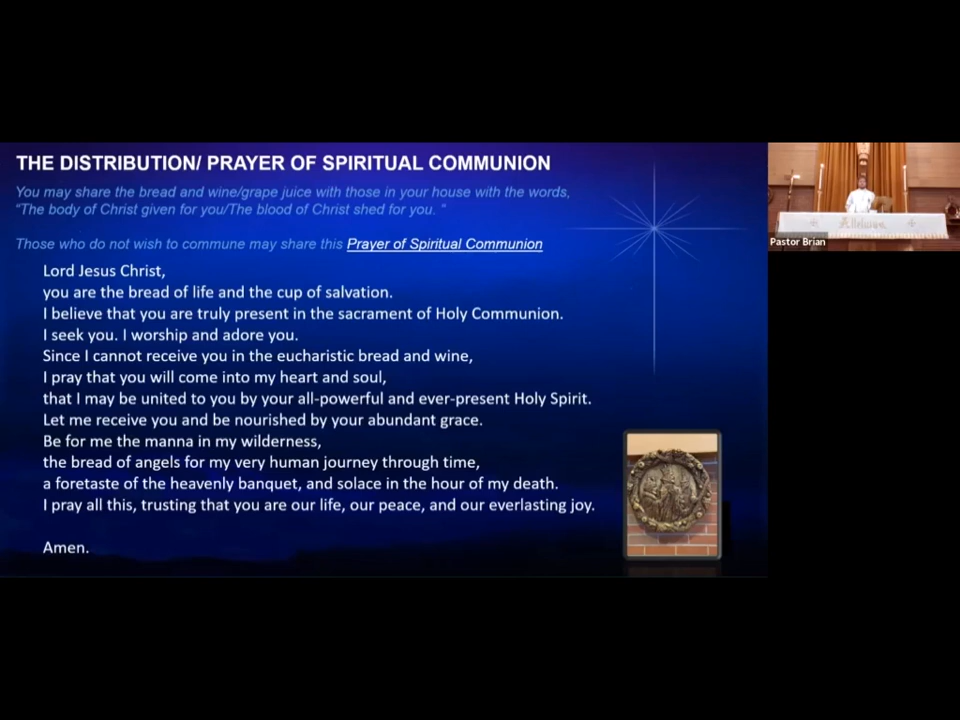 THE DISTRIBUTION/ PRAYER OF SPIRITUAL COMMUNION
You may share the bread and wine/grape juice with those in your house with the words,
“The body of Christ given for you/The blood of Christ shed for you. ”
Those who do not wish to commune may share this Prayer of Spiritual Communion
Lord Jesus Christ,
you are the bread of life and the cup of salvation.
I believe that you are truly present in the sacrament of Holy Communion.
I seek you. I worship and adore you.
Since I cannot receive you in the eucharistic bread and wine,
I pray that you will come into my heart and soul,
that I may be united to you by your all-powerful and ever-present Holy Spirit.
Let me receive you and be nourished by your abundant grace.
Be for me the manna in my wilderness,
the bread of angels for my very human journey through time,
a foretaste of the heavenly banquet, and solace in the hour of my death.
I pray all this, trusting that you are our life, our peace, and our everlasting joy.
Amen.
Alleluia
Pastor Brian